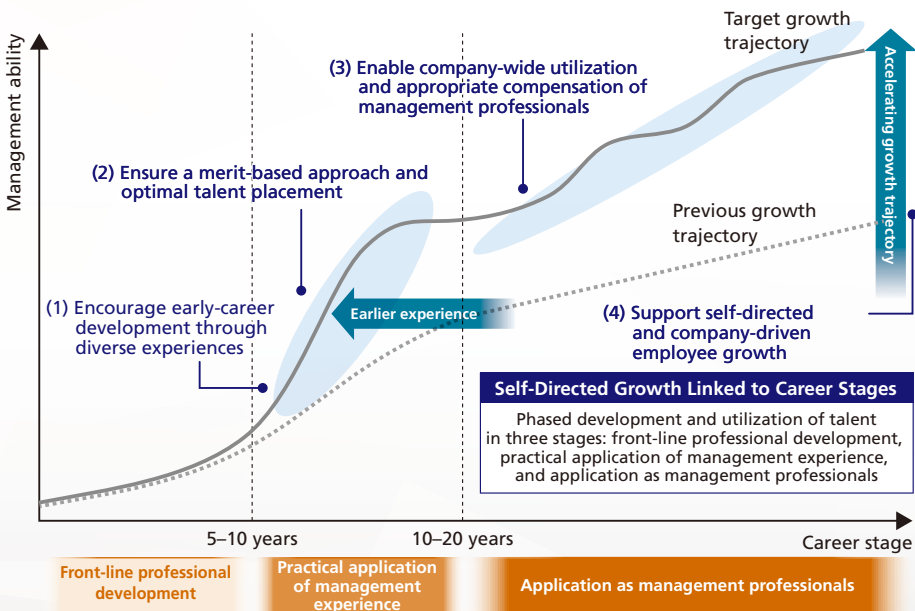 Management ability
Target growth
trajectory
(3) Enable company-wide utilization
and appropriate compensation of
management professionals
(2) Ensure a merit-based approach and
optimal talent placement
Accelerating growth trajectory
Previous growth
trajectory
(1) Encourage early-career
development through
diverse experiences
Earlier experience
(4) Support self-directed
and company-driven
employee growth
Self-Directed Growth Linked to Career Stages
Phased development and utilization of talent
in three stages: front-line professional development,
practical application of management experience,
and application as management professionals
5–10 years
10–20 years
Career stage
Front-line professional
development
Practical application
of management
experience
Application as management professionals